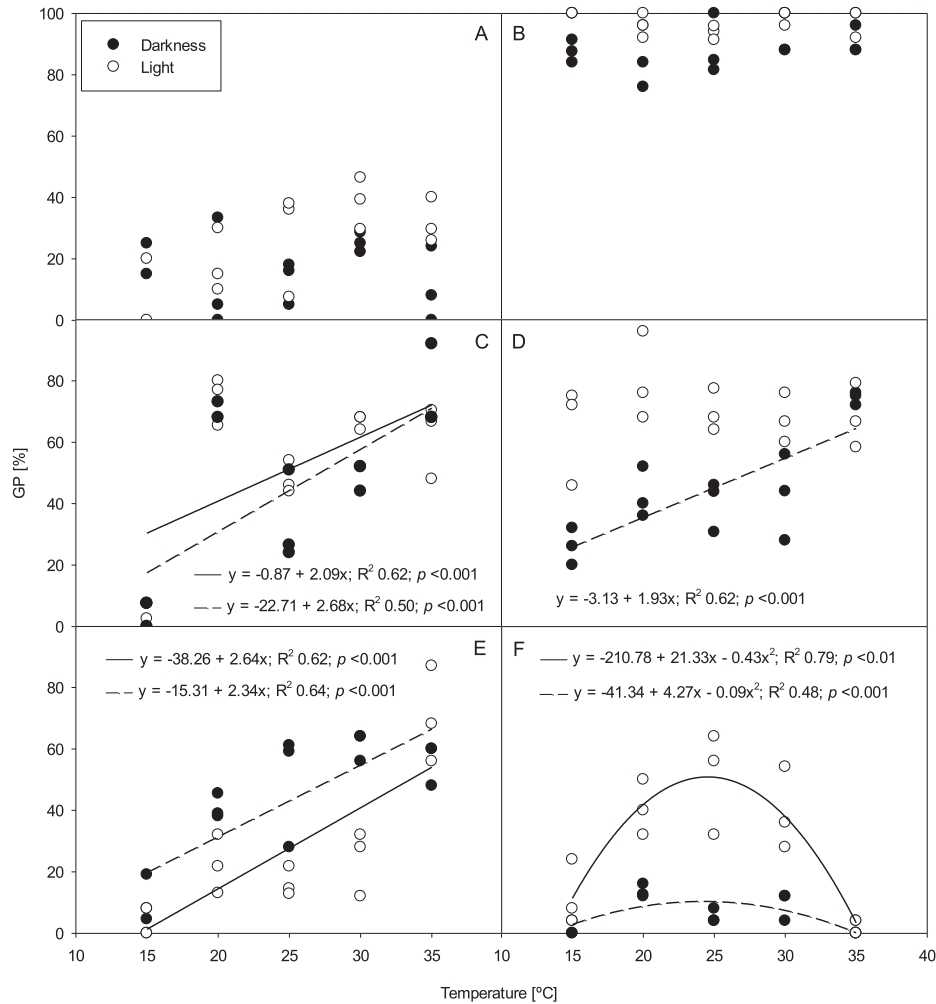 100
80
60
40
20
0
Darkness
Light
A
B
80
60
40
20
0
C
D
GP [%]
y = -0.87 + 2.09x; R² 0.62; p <0.001
y = -22.71 + 2.68x; R² 0.50; p <0.001
y = -3.13 + 1.93x; R² 0.62; p <0.001
80
60
40
20
0
E
F
y = -38.26 + 2.64x; R² 0.62; p <0.001
y = -15.31 + 2.34x; R² 0.64; p <0.001
y = -210.78 + 21.33x - 0.43x²; R² 0.79; p <0.01
y = -41.34 + 4.27x - 0.09x²; R² 0.48; p <0.001
10 15 20 25 30 35 10 15 20 25 30 35 40
Temperature [ºC]